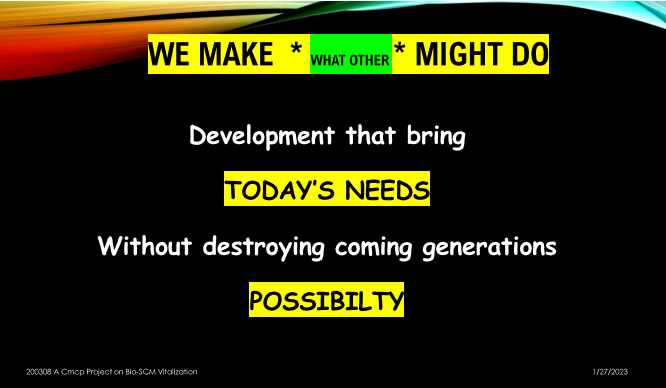 WE MAKE * WHAT OTHER * MIGHT DO
Development that bring
TODAY'S NEEDS
Without destroying coming generations
POSSIBILTY
200308 A Cmcp Project on Bio-SCM Vitalization
1/27/2023